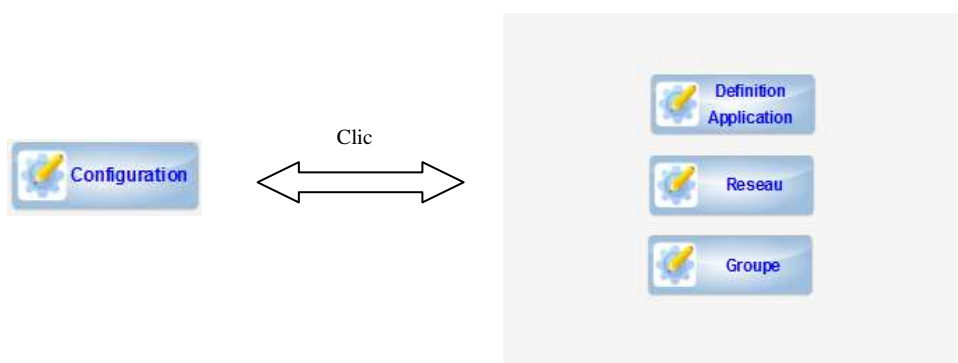 Configuration
Clic
Definition
Application
Reseau
Groupe